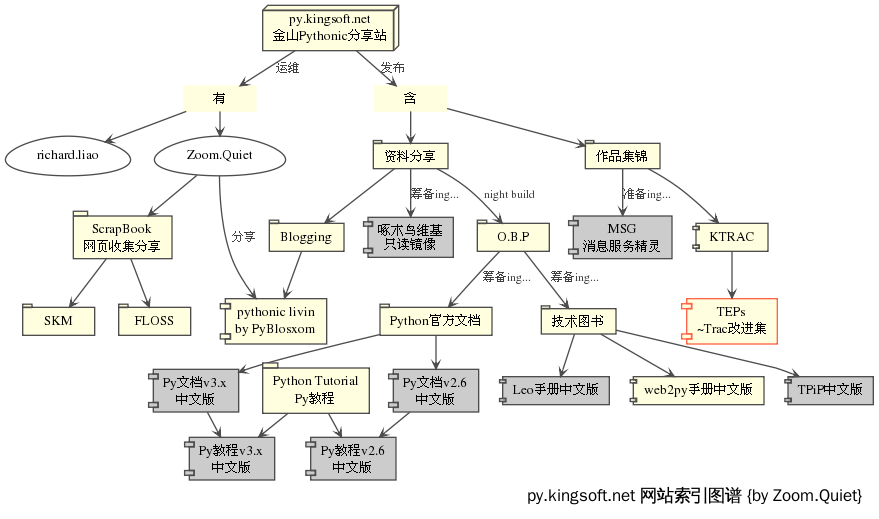 py.kingsoft.net
金山Pythonic分享站
运维
发布
有
含
richard.liao
Zoom.Quiet
资料分享
作品集锦
筹备ing...
night build
准备ing...
ScrapBook
网页收集分享
分享
Blogging
啄木鸟维基
只读镜像
O.B.P
MSG
消息服务精灵
KTRAC
筹备ing...
筹备ing...
SKM
FLOSS
pythonic livin
by PyBlosxom
Python官方文档
技术图书
TEPs
~Trac改进集
Py文档v3.x
中文版
Python Tutorial
Py教程
Py文档v2.6
中文版
Leo手册中文版
web2py手册中文版
TPiP中文版
Py教程v3.x
中文版
Py教程v2.6
中文版
py.kingsoft.net 网站索引图谱 {by Zoom.Quiet}